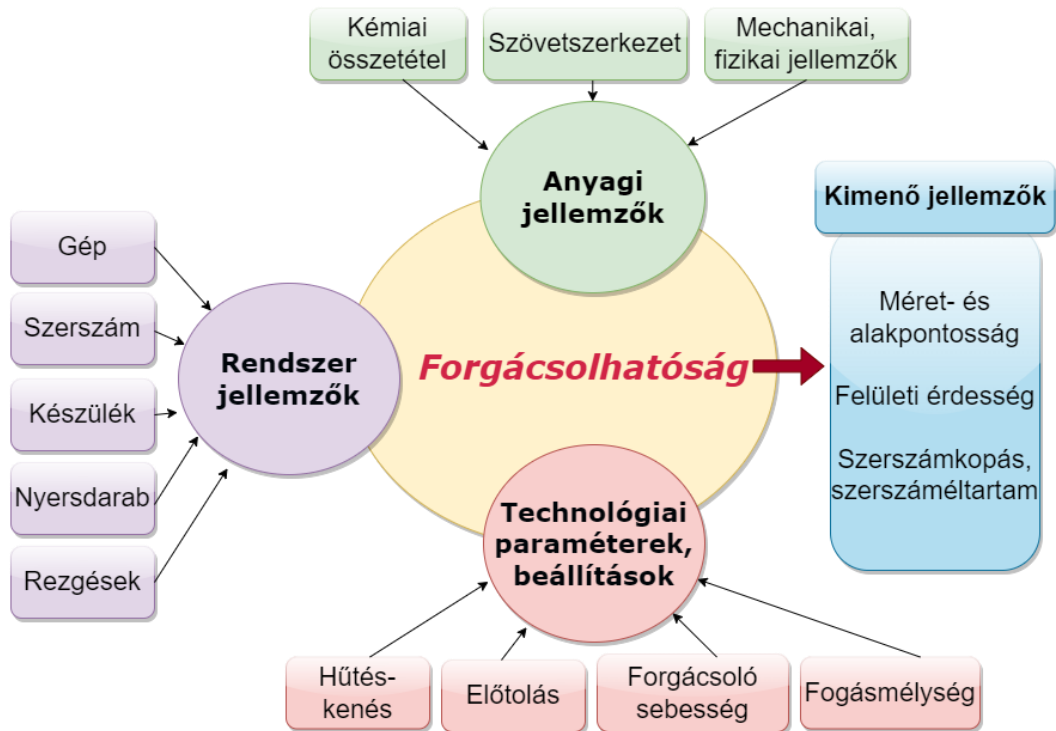 Kémiai
összetétel
Szövetszerkezet
Mechanikai,
fizikai jellemzők
Anyagi
jellemzők
Kimenő jellemzők
Méret- és
alakpontosság
Felületi érdesség
Szerszámkopás,
szerszáméltartam
Gép
Szerszám
Készülék
Nyersdarab
Rezgések
Rendszer
jellemzők
Forgácsolhatóság
Technológiai
paraméterek,
beállítások
Hűtés-
kenés
Előtolás
Forgácsoló
sebesség
Fogásmélység